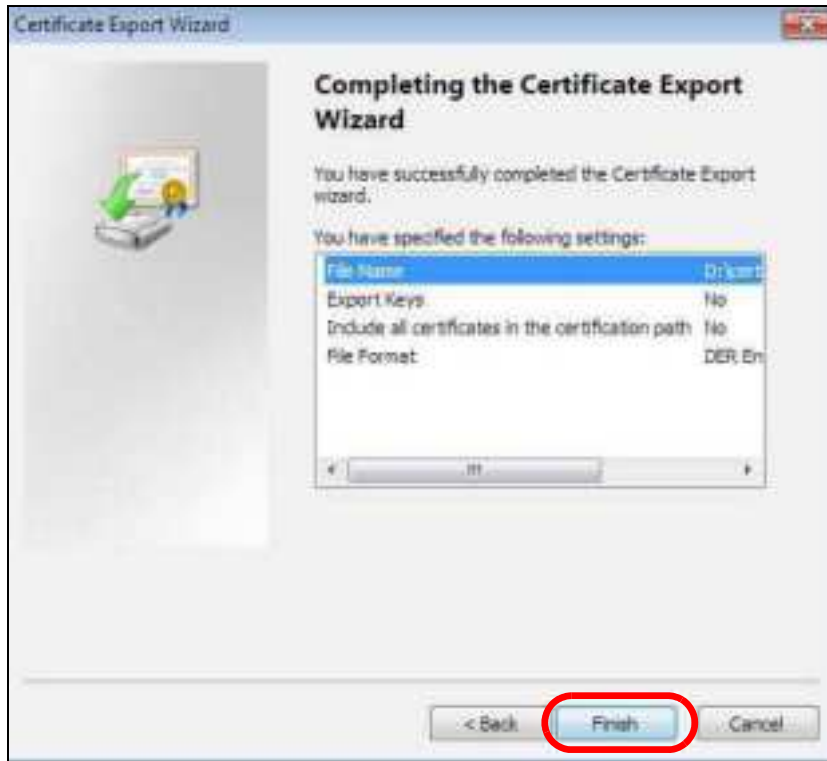 Certificate Export Wizard
Completing the Certificate Export
Wizard
You have successfully completed the Certificate Export
wizard.
You have specified the following settings:
File Name
Export Keys No
Include all certificates in the certification path No
File Format DER En
< Back Finish Cancel